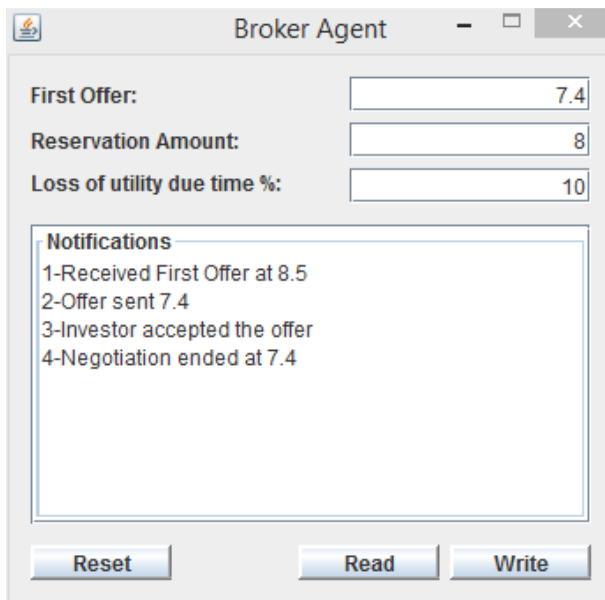 Broker Agent
First Offer: 7.4
Reservation Amount: 8
Loss of utility due time %: 10
Notifications
1-Received First Offer at 8.5
2-Offer sent 7.4
3-Investor accepted the offer
4-Negotiation ended at 7.4
Reset Read Write